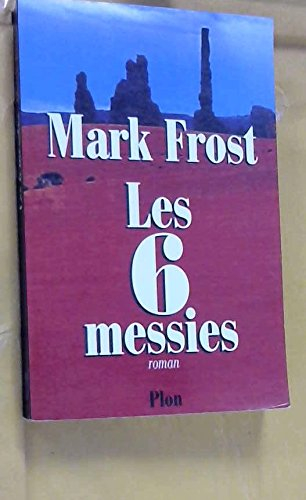 Mark Frost
Les
6
messies
roman
Plon